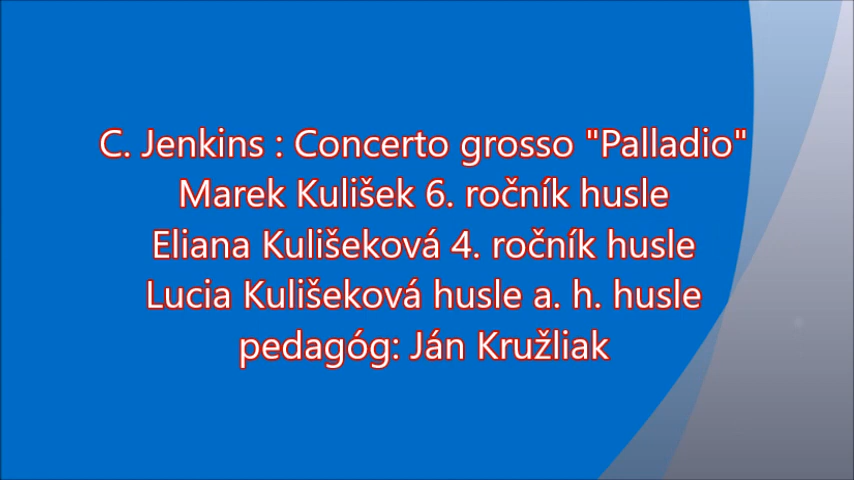 C. Jenkins : Concerto grosso "Palladio"
Marek Kulišek 6. ročník husle
Eliana Kulišeková 4. ročník husle
Lucia Kulišeková husle a. h. husle
pedagóg: Ján Kružliak